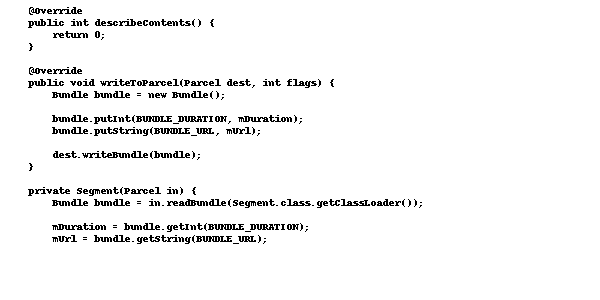 @Override
public int describeContents() {
return 0;
}
@Override
public void writeToParcel(Parcel dest, int flags) {
Bundle bundle = new Bundle();
bundle.putInt(BUNDLE_DURATION, mDuration);
bundle.putString(BUNDLE_URL, mUrl);
dest.writeBundle(bundle);
}
private Segment(Parcel in) {
Bundle bundle = in.readBundle(Segment.class.getClassLoader());
mDuration = bundle.getInt(BUNDLE_DURATION);
mUrl = bundle.getString(BUNDLE_URL);